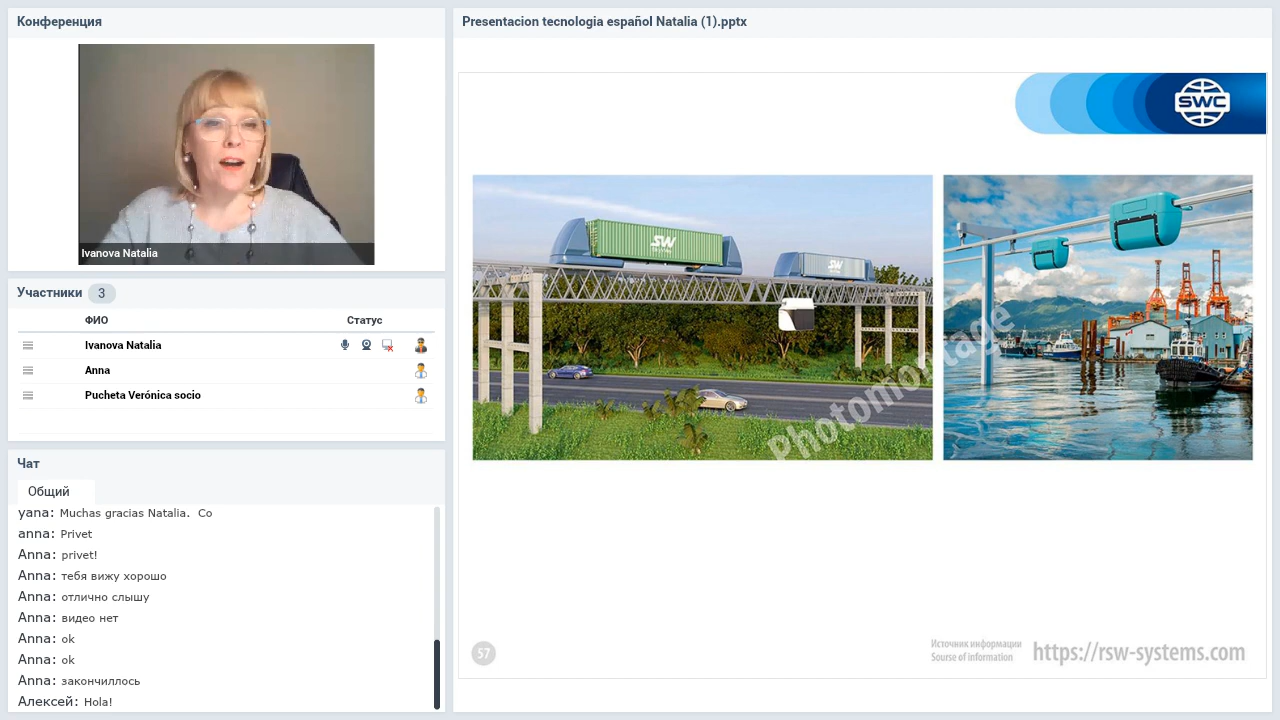 Конференция
Ivanova Natalia
Участники 3
ФИО Статус
Ivanova Natalia
Anna
Pucheta Verónica socio
Чат
Общий
yana: Muchas gracias Natalia. Co
anna: Privet
Anna: privet!
Anna: тебя вижу хорошо
Anna: отлично слышу
Anna: видео нет
Anna: ok
Anna: ok
Anna: закончиллось
Алексей: Hola!
Presentacion tecnologia español Natalia (1).pptx
SWC
SW
SW
Photomontage
57
Источник информации
Sourse of information
https://rsw-systems.com